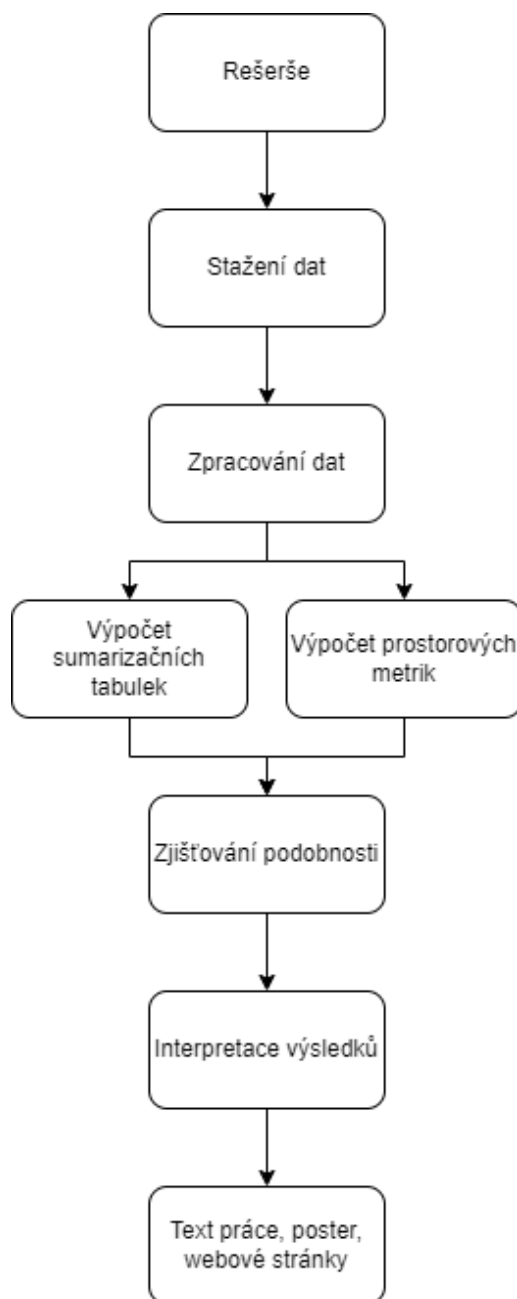 Rešerše
Stažení dat
Zpracování dat
Výpočet
sumarizačních
tabulek
Výpočet prostorových
metrik
Zjišťování podobnosti
Interpretace výsledků
Text práce, poster,
webové stránky